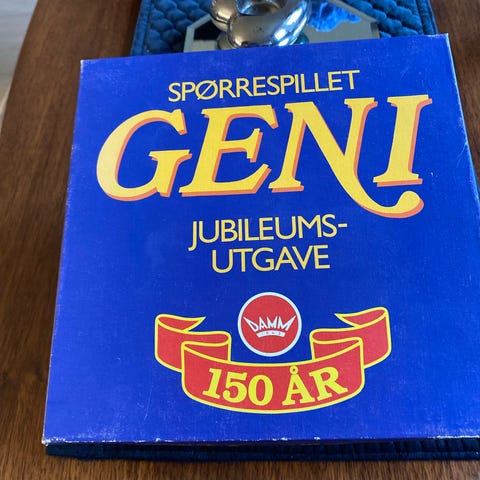 SPØRRESPILLET
GENI
JUBILEUMS-
UTGAVE
DAMM
150 ÅR